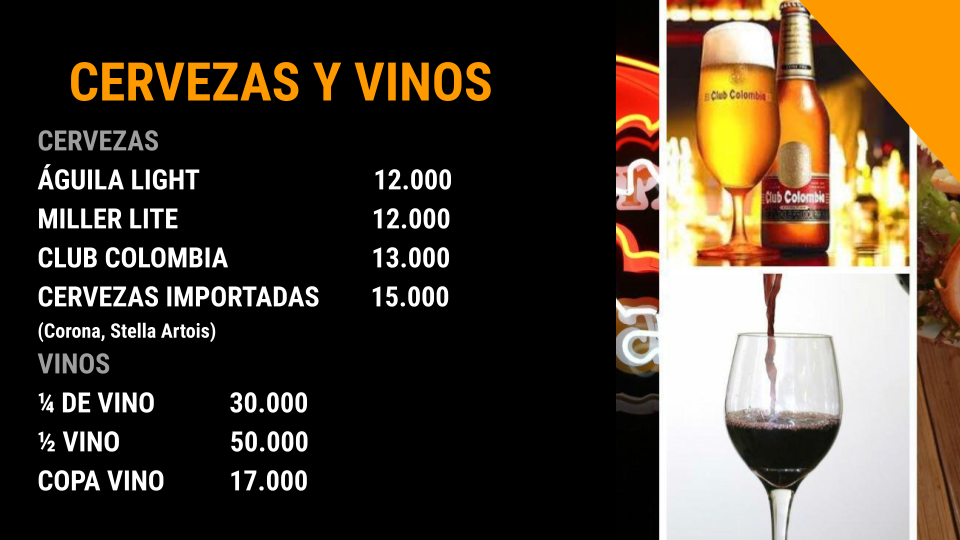 CERVEZAS Y VINOS
CERVEZAS
ÁGUILA LIGHT 12.000
MILLER LITE 12.000
CLUB COLOMBIA 13.000
CERVEZAS IMPORTADAS 15.000
(Corona, Stella Artois)
VINOS
¼ DE VINO 30.000
½ VINO 50.000
COPA VINO 17.000
Club Colombia
Club Colombia